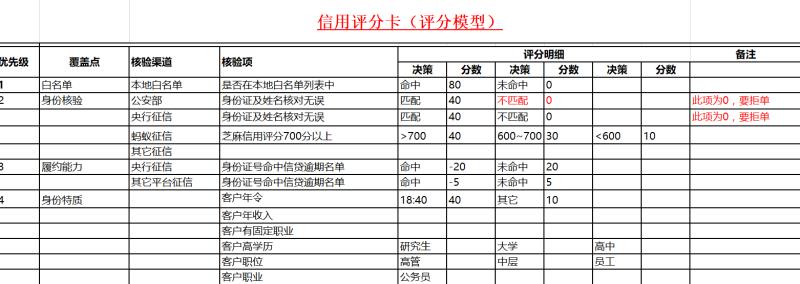 信用评分卡（评分模型）
优先级 覆盖点 核验渠道 核验项 评分明细 备注
决策 分数 决策 分数 决策 分数
1 白名单 本地白名单 是否在本地白名单列表中 命中 80 未命中 0
2 身份核验 公安部 身份证及姓名核对无误 匹配 40 不匹配 0 此项为0，要拒单
央行征信 身份证及姓名核对无误 匹配 40 不匹配 0 此项为0，要拒单
蚂蚁征信 芝麻信用评分700分以上 >700 40 600~700 30 <600 10
其它征信
3 履约能力 央行征信 身份证号命中信贷逾期名单 命中 -20 未命中 20
其它平台征信 身份证号命中信贷逾期名单 命中 -5 未命中 5
4 身份特质 客户年令 18:40 40 其它 10
客户年收入
客户有固定职业
客户高学历 研究生 大学 高中
客户职位 高管 中层 员工
客户职业 公务员